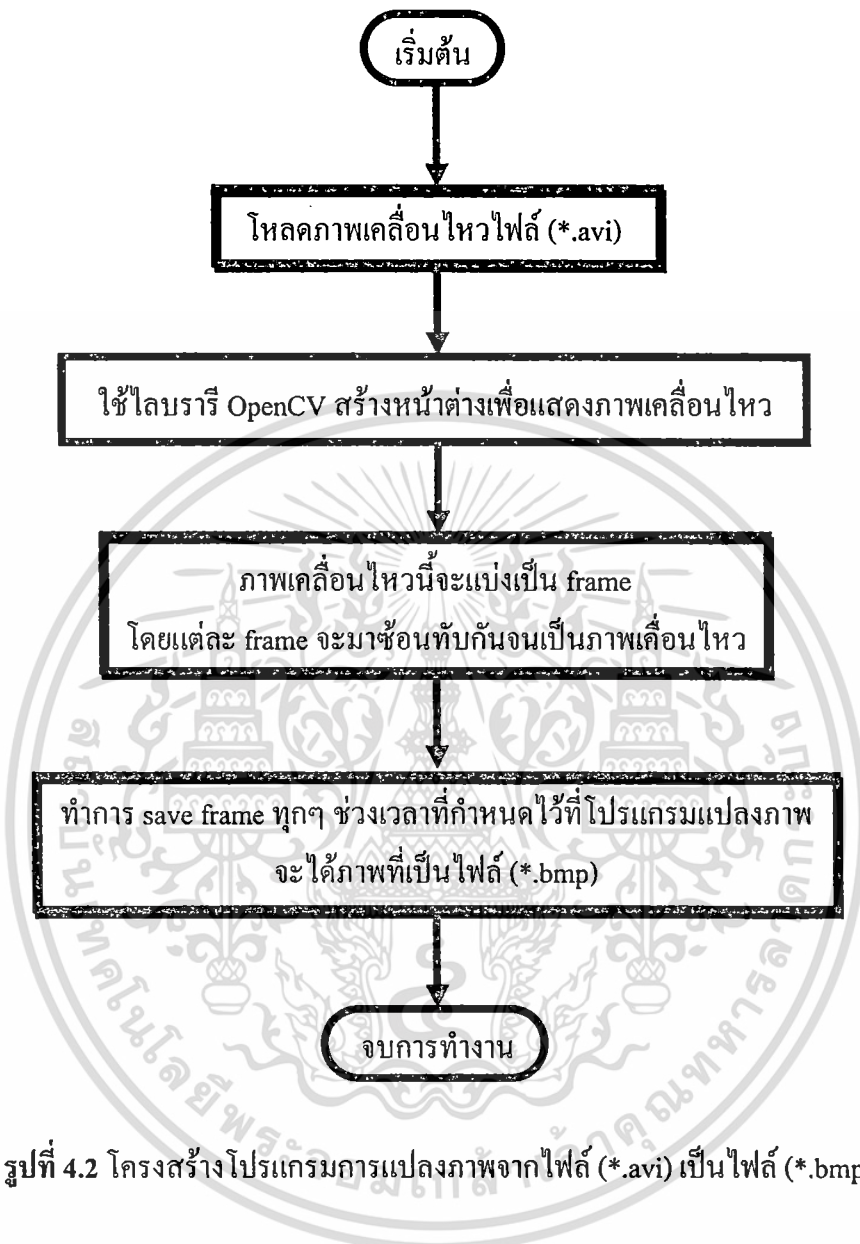 เริ่มต้น
โหลดภาพเคลื่อนไหวไฟล์ (*.avi)
ใช้ไลบรารี OpenCV สร้างหน้าต่างเพื่อแสดงภาพเคลื่อนไหว
ภาพเคลื่อนไหวนี้จะแบ่งเป็น frame
โดยแต่ละ frame จะมาซ้อนทับกันจนเป็นภาพเคื่อนไหว
ทำการ save frame ทุกๆ ช่วงเวลาที่กำหนดไว้ที่โปรแกรมแปลงภาพ
จะได้ภาพที่เป็นไฟล์ (*.bmp)
จบการทำงาน
รูปที่ 4.2 โครงสร้างโปรแกรมการแปลงภาพจากไฟล์ (*.avi) เป็นไฟล์ (*.bmp